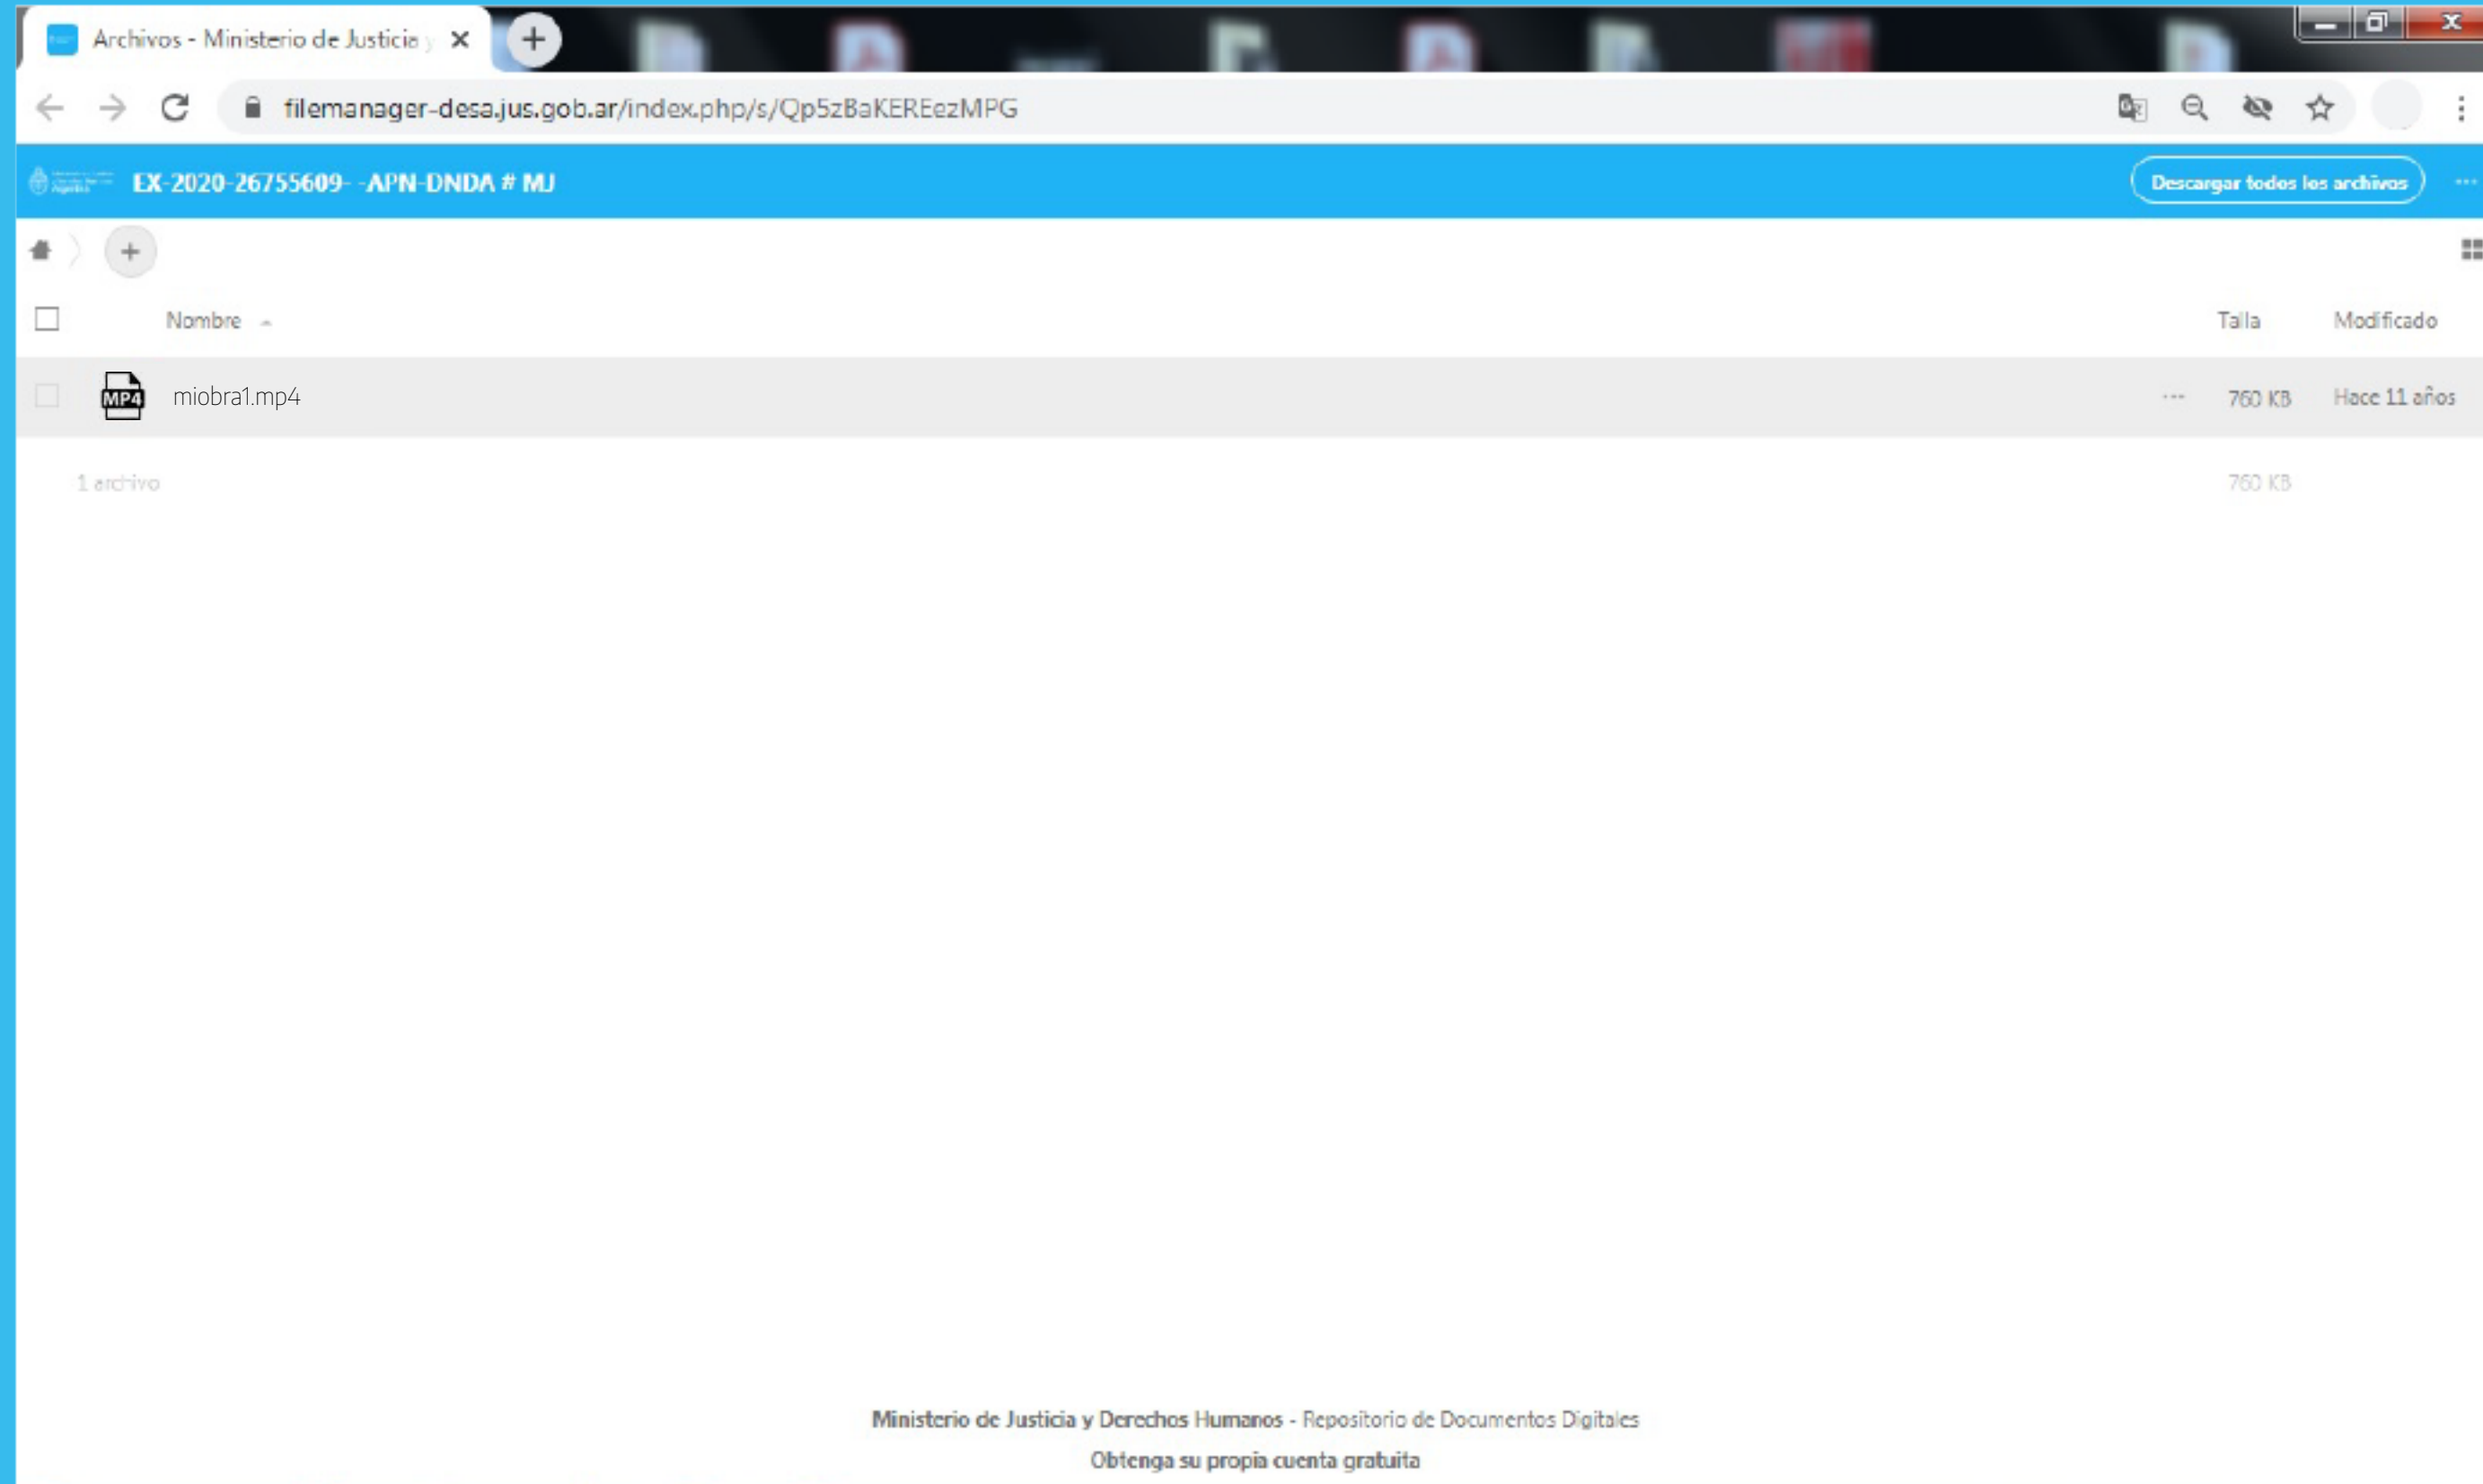 Archivos - Ministerio de Justicia y
filemanager-desa.jus.gob.ar/index.php/s/Qp5zBaKEREezMPG
EX-2020-26755609- -APN-DNDA # MJ
Descargar todos los archivos
Nombre
Talla
Modificado
MP4
miobra1.mp4
760 KB
Hace 11 años
1 archivo
760 KB
Ministerio de Justicia y Derechos Humanos - Repositorio de Documentos Digitales
Obtenga su propia cuenta gratuita